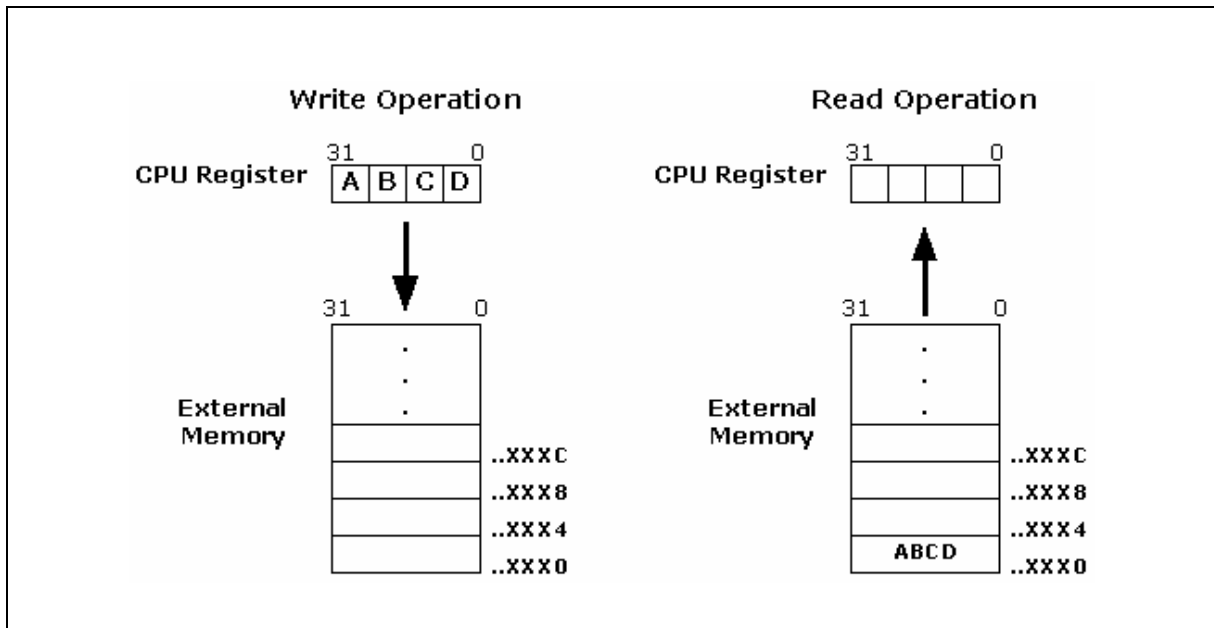 Write Operation
31 0
CPU Register
A B C D
31 0
.
.
.
External
Memory
..XXXC
..XXX8
..XXX4
..XXX0
Read Operation
31 0
CPU Register
31 0
.
.
.
External
Memory
..XXXC
..XXX8
..XXX4
ABCD
..XXX0